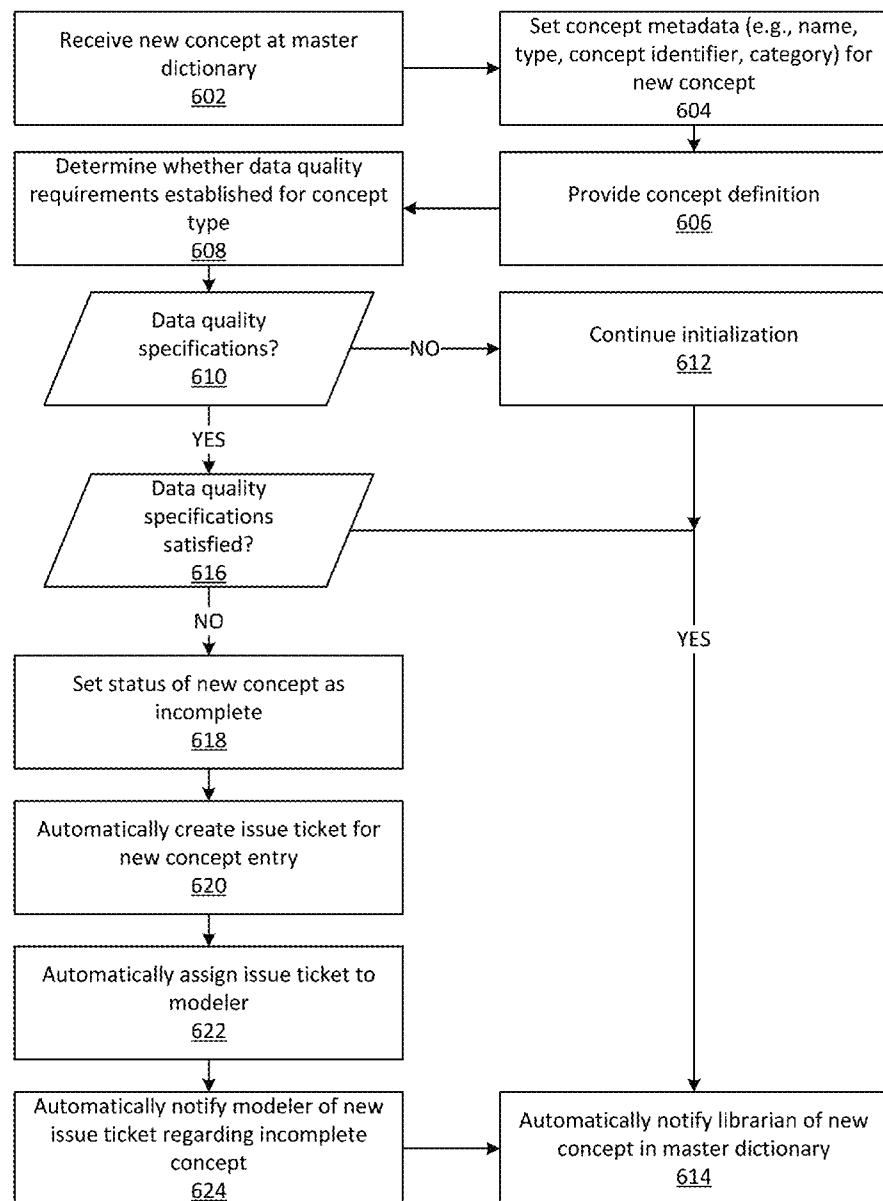 Receive new concept at master
dictionary
602
Set concept metadata (e.g., name,
type, concept identifier, category) for
new concept
604
Provide concept definition
606
Determine whether data quality
requirements established for concept
type
608
Data quality
specifications?
610
NO
Continue initialization
612
YES
Data quality
specifications
satisfied?
616
NO
YES
Set status of new concept as
incomplete
618
Automatically create issue ticket for
new concept entry
620
Automatically assign issue ticket to
modeler
622
Automatically notify modeler of new
issue ticket regarding incomplete
concept
624
Automatically notify librarian of new
concept in master dictionary
614